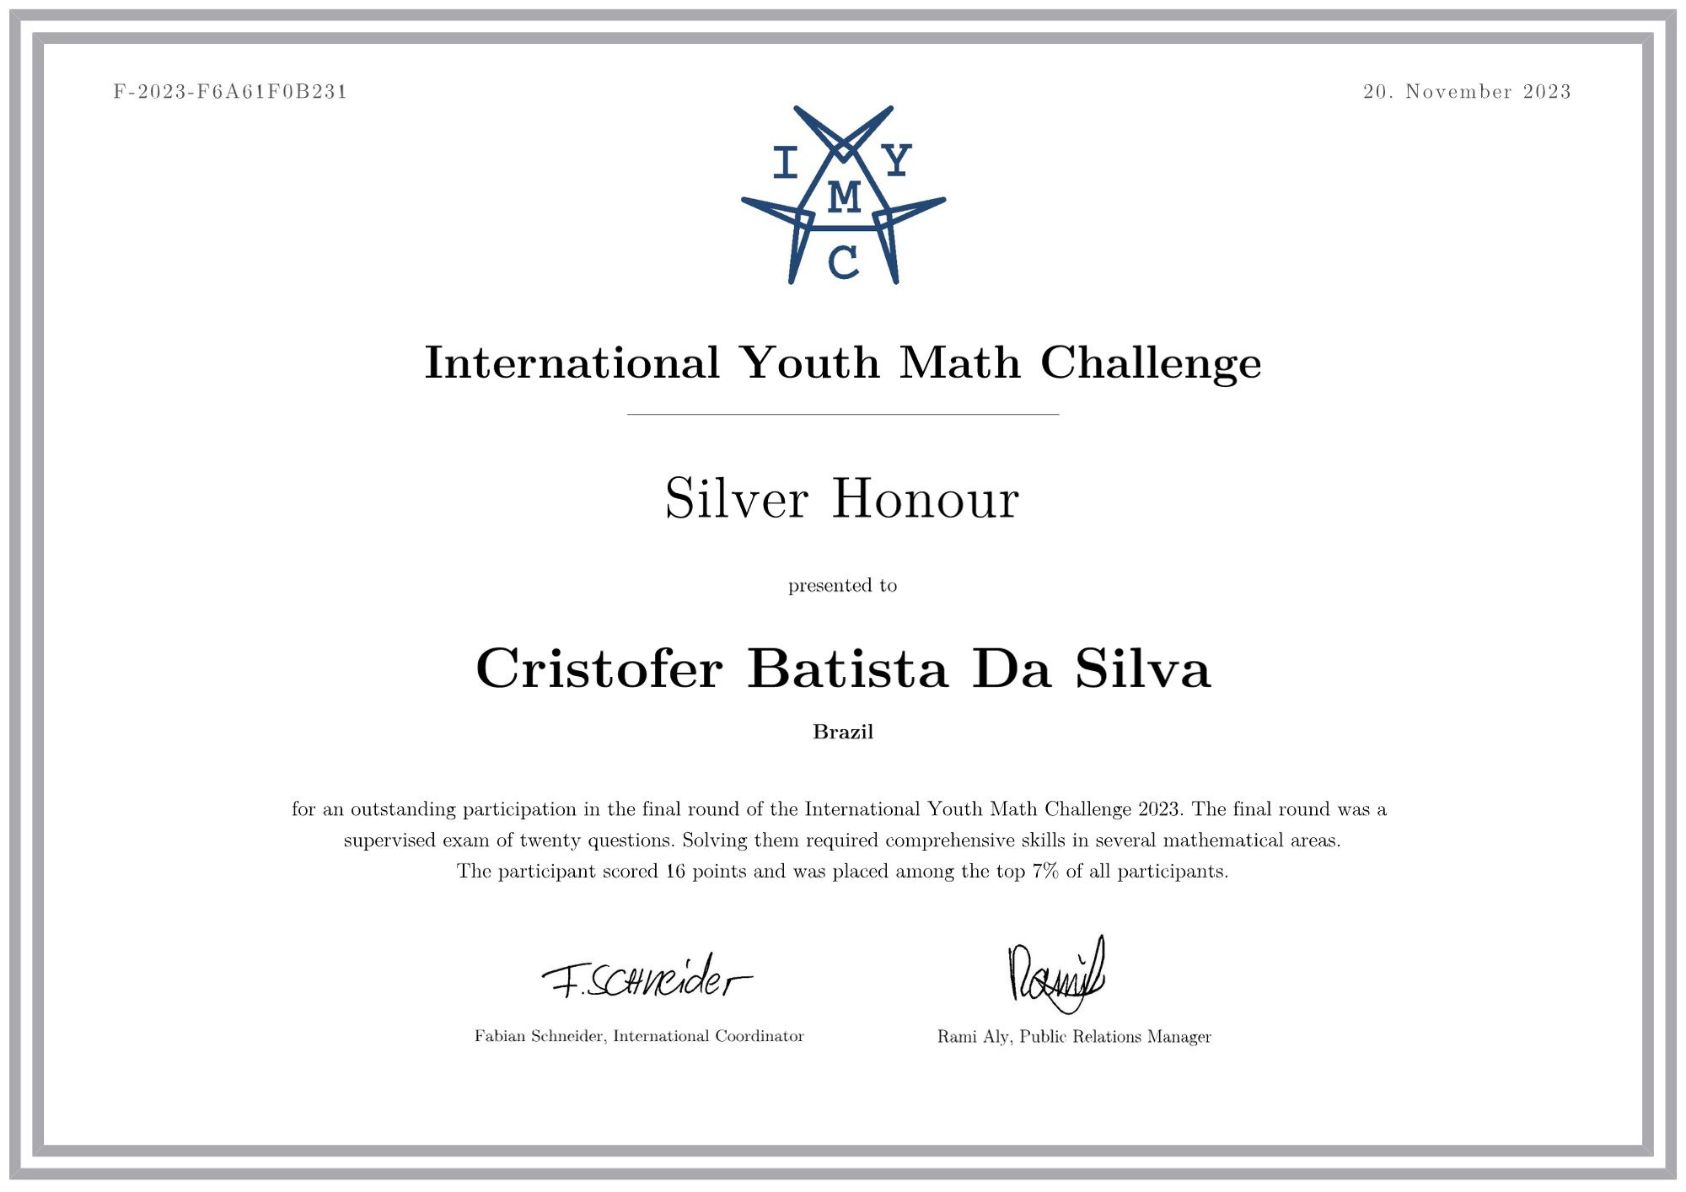 F-2023-F6A61F0B231
20. November 2023
I Y
M
C
International Youth Math Challenge
Silver Honour
presented to
Cristofer Batista Da Silva
Brazil
for an outstanding participation in the final round of the International Youth Math Challenge 2023. The final round was a
supervised exam of twenty questions. Solving them required comprehensive skills in several mathematical areas.
The participant scored 16 points and was placed among the top 7% of all participants.
F. Schneider
Rami
Fabian Schneider, International Coordinator
Rami Aly, Public Relations Manager